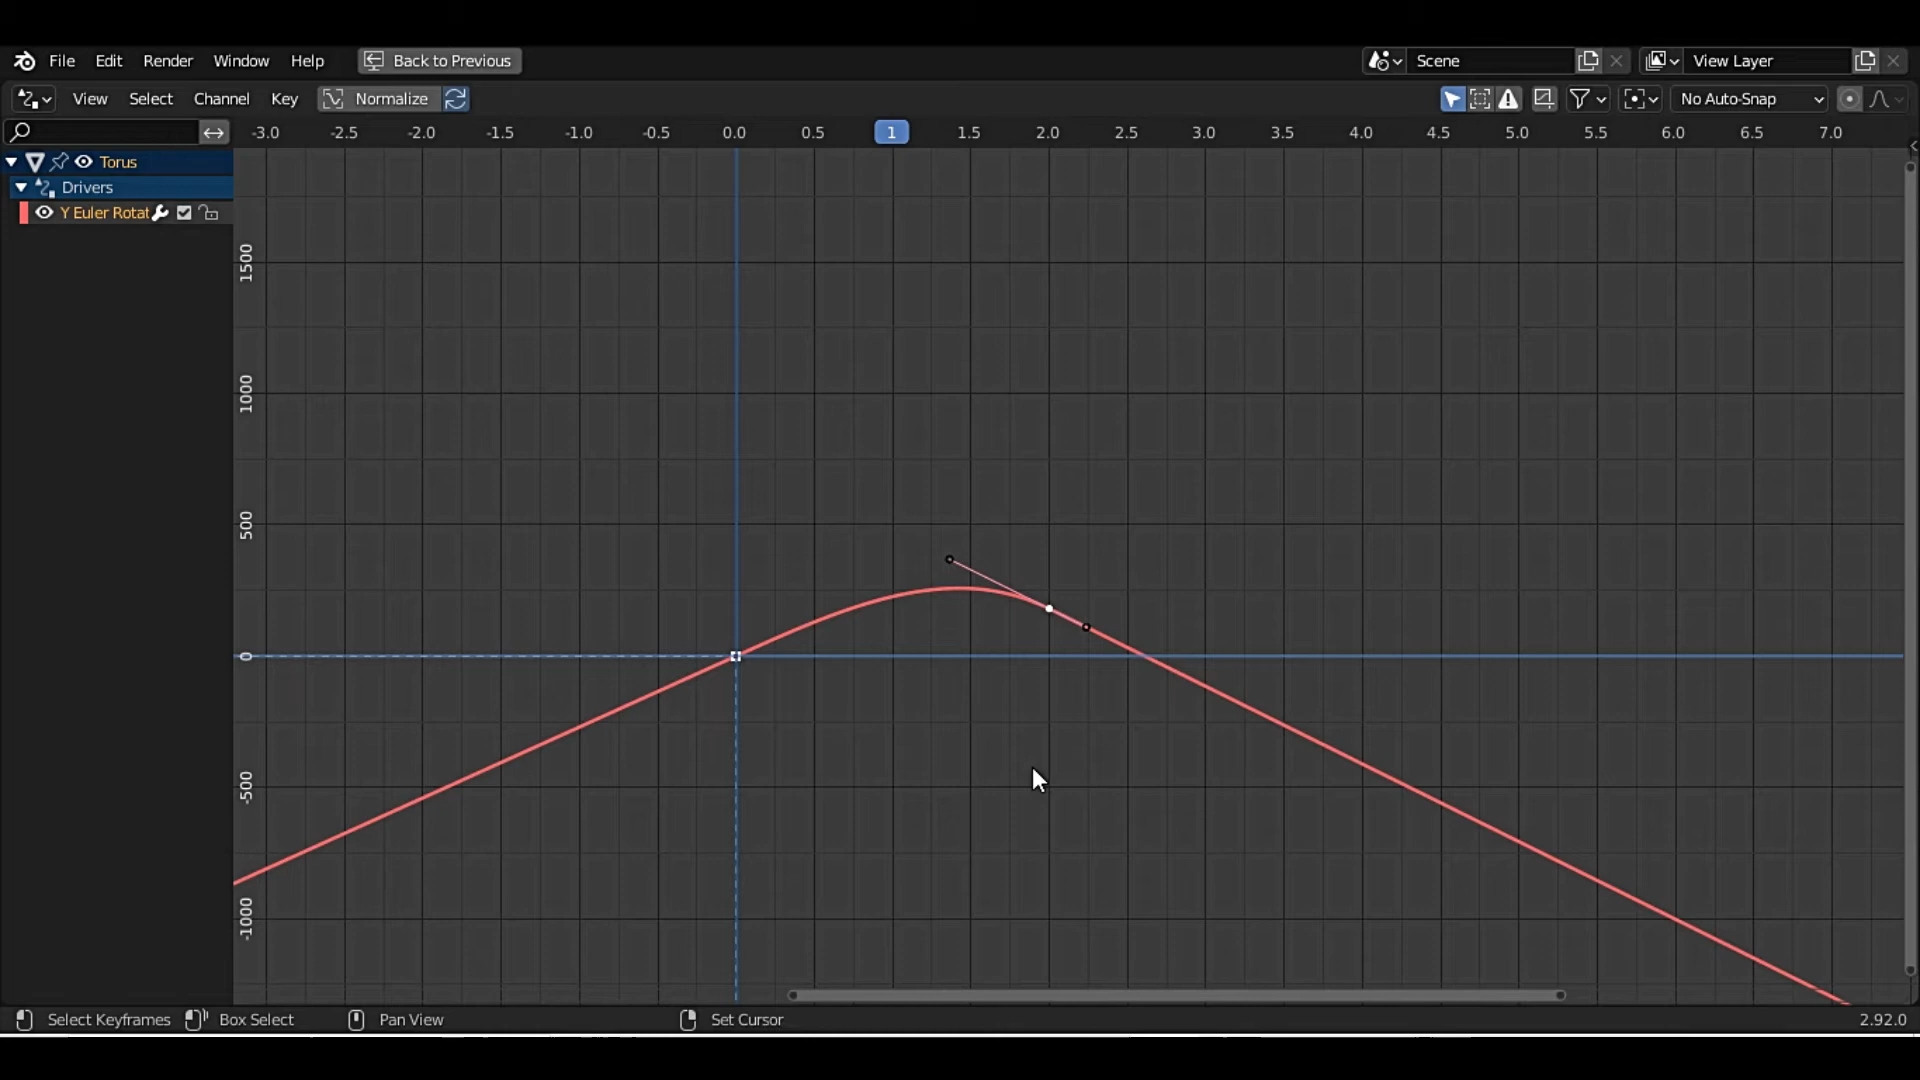 File Edit Render Window Help Back to Previous Scene View Layer
View Select Channel Key Normalize No Auto-Snap
-3.0 -2.5 -2.0 -1.5 -1.0 -0.5 0.0 0.5 1 1.5 2.0 2.5 3.0 3.5 4.0 4.5 5.0 5.5 6.0 6.5 7.0
Torus
Drivers
Y Euler Rotat
1500
1000
500
0
-500
-1000
Select Keyframes Box Select Pan View Set Cursor 2.92.0